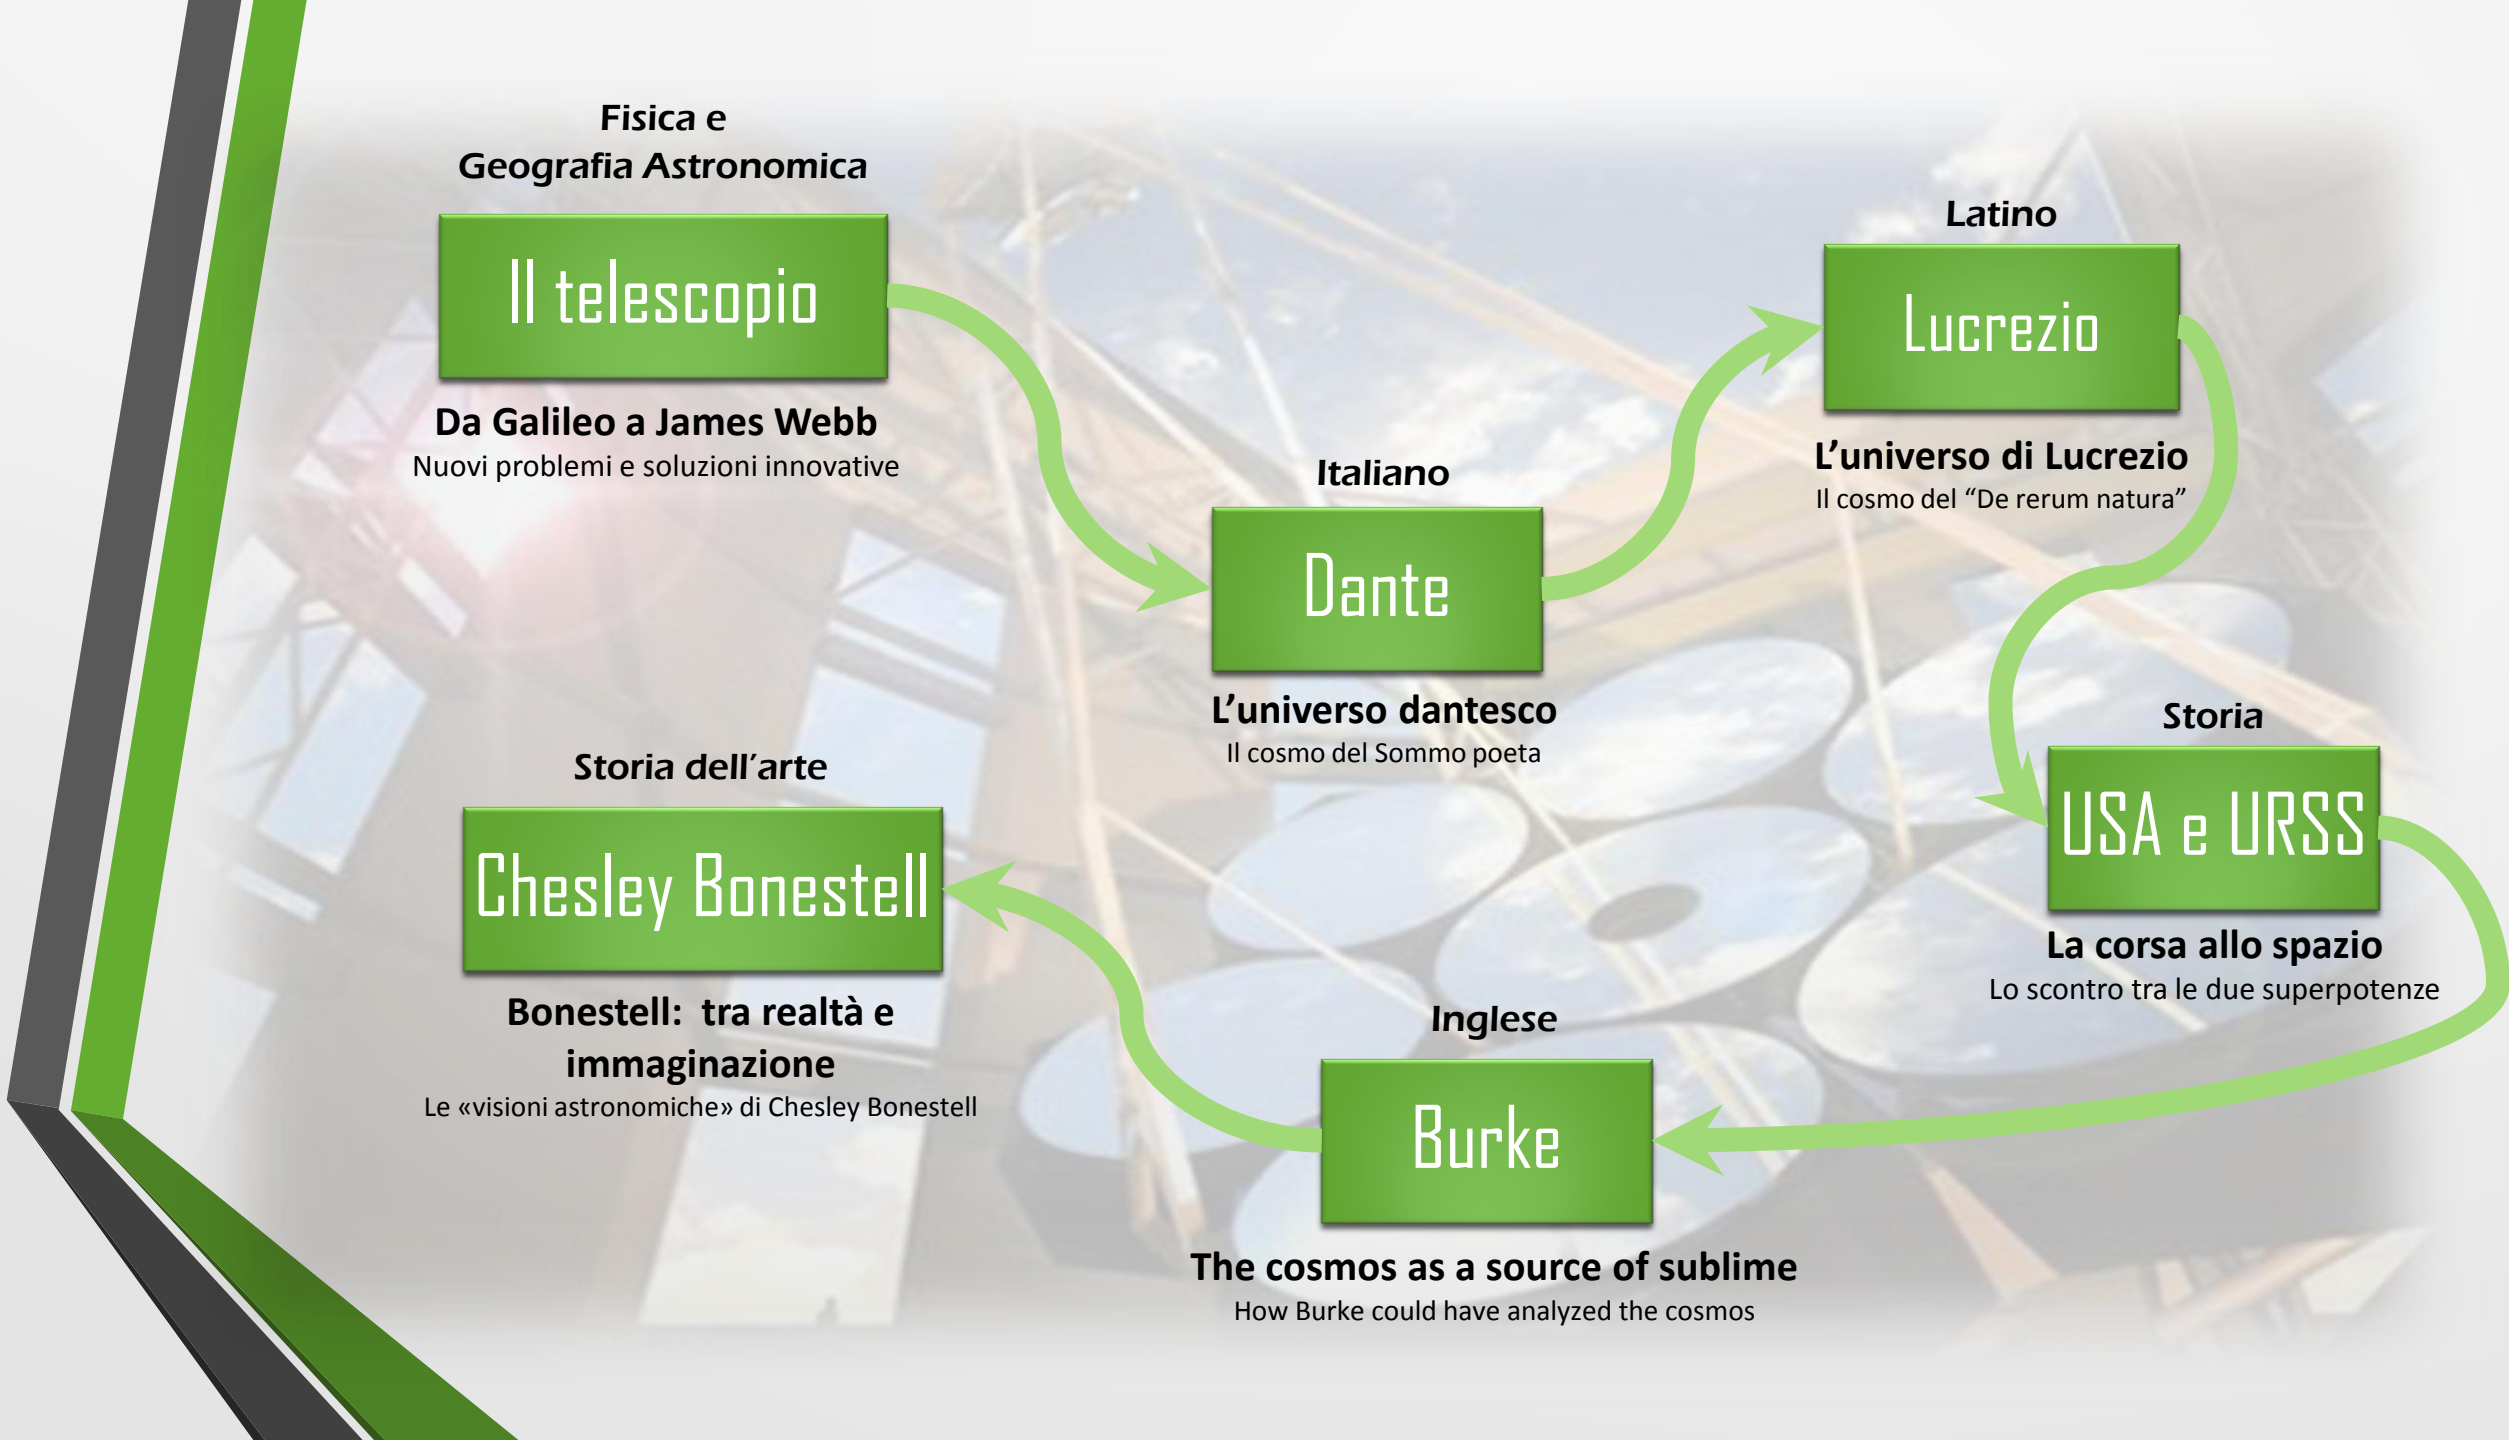 Fisica e
Geografia Astronomica
Il telescopio
Da Galileo a James Webb
Nuovi problemi e soluzioni innovative
Italiano
Dante
L’universo dantesco
Il cosmo del Sommo poeta
Latino
Lucrezio
L’universo di Lucrezio
Il cosmo del “De rerum natura”
Storia
USA e URSS
La corsa allo spazio
Lo scontro tra le due superpotenze
Inglese
Burke
The cosmos as a source of sublime
How Burke could have analyzed the cosmos
Storia dell’arte
Chesley Bonestell
Bonestell: tra realtà e
immaginazione
Le «visioni astronomiche» di Chesley Bonestell